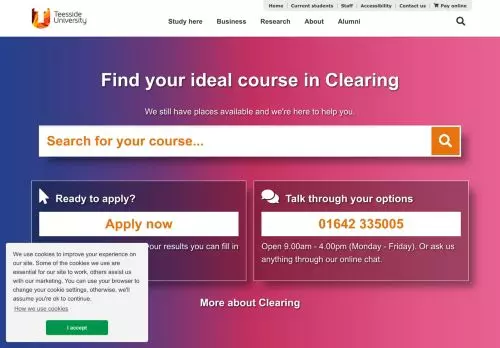 Home | Current students | Staff | Accessibility | Contact us | Pay online
Teesside
University
Study here Business Research About Alumni
Find your ideal course in Clearing
We still have places available and we're here to help you.
Search for your course...
Ready to apply?
Apply now
your results you can fill in
Talk through your options
01642 335005
Open 9.00am - 4.00pm (Monday - Friday). Or ask us
anything through our online chat.
We use cookies to improve your experience on
our site. Some of the cookies we use are
essential for our site to work, others assist us
with our marketing. You can use your browser to
change your cookie settings, otherwise, we'll
assume you're ok to continue.
How we use cookies
I accept
More about Clearing